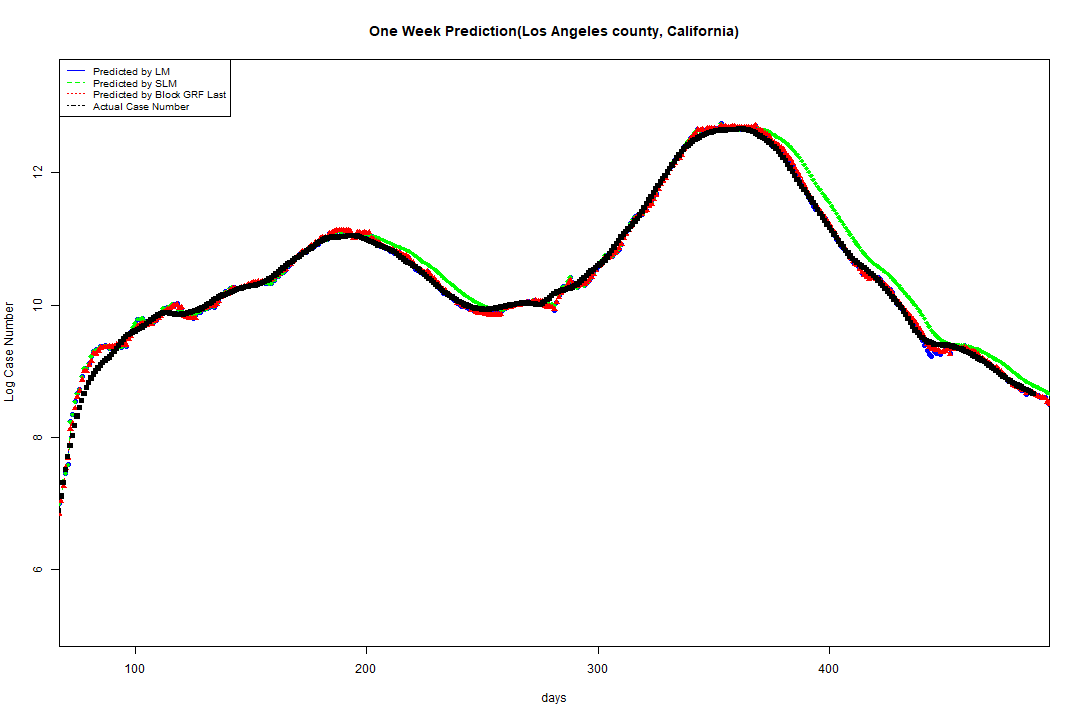 One Week Prediction(Los Angeles county, California)
Predicted by LM
Predicted by SLM
Predicted by Block GRF Last
Actual Case Number
Log Case Number
12
10
8
6
100 200 300 400
days